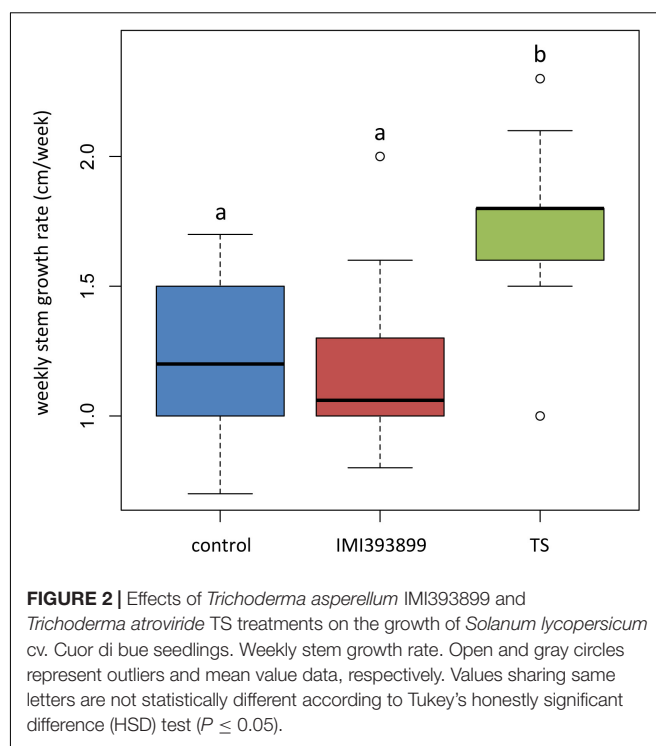 weekly stem growth rate (cm/week)
2.0
1.5
1.0
a
a
b
control
IMI393899
TS
FIGURE 2 | Effects of Trichoderma asperellum IMI393899 and
Trichoderma atroviride TS treatments on the growth of Solanum lycopersicum
cv. Cuor di bue seedlings. Weekly stem growth rate. Open and gray circles
represent outliers and mean value data, respectively. Values sharing same
letters are not statistically different according to Tukey’s honestly significant
difference (HSD) test (P ≤ 0.05).